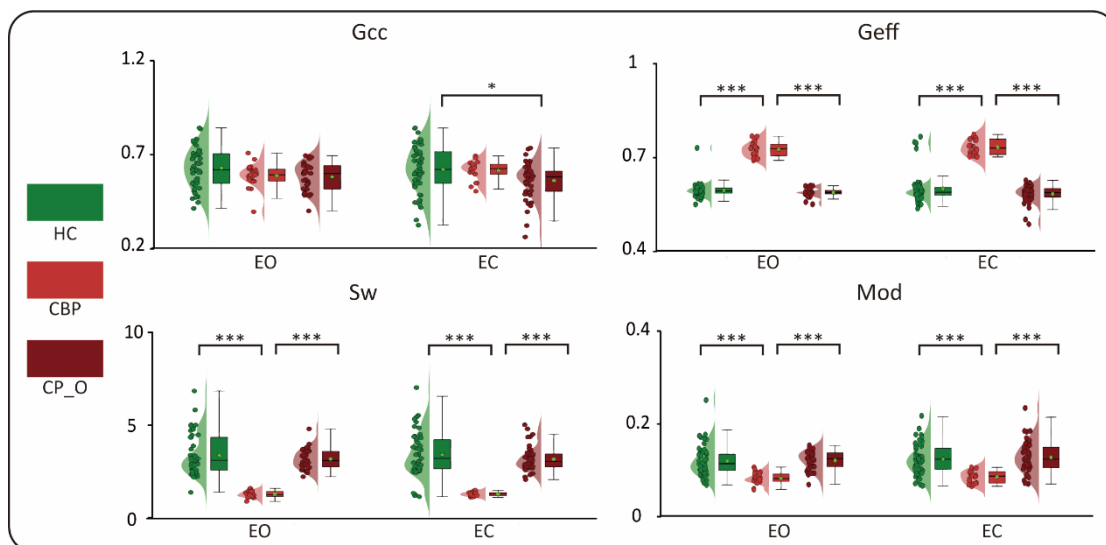 Gcc
1.2
0.7
0.2
*
EO
EC
Geff
1
0.7
0.4
*** *** *** ***
EO
EC
HC
CBP
CP_O
Sw
10
5
0
*** *** *** ***
EO
EC
Mod
0.4
0.2
0
*** *** *** ***
EO
EC